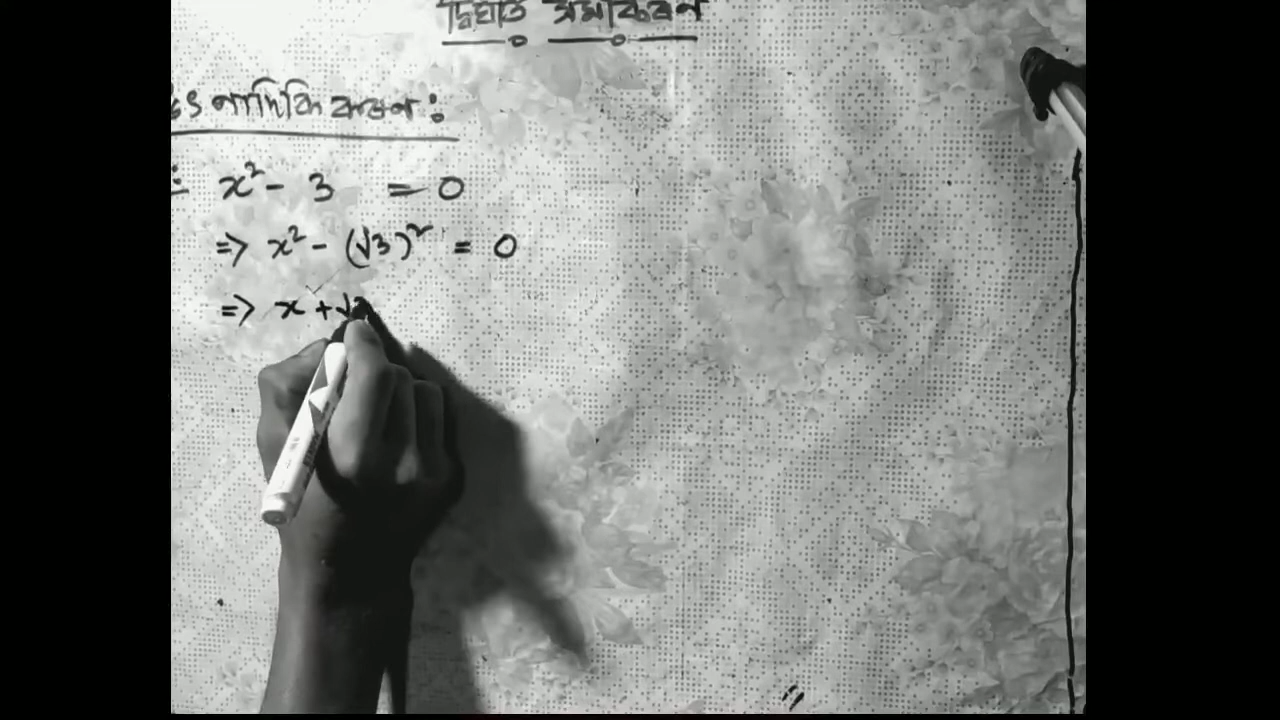 দ্বিঘাত সমীকরণ
x² - 3 = 0
=> x² - (√3)² = 0
=> x + √3